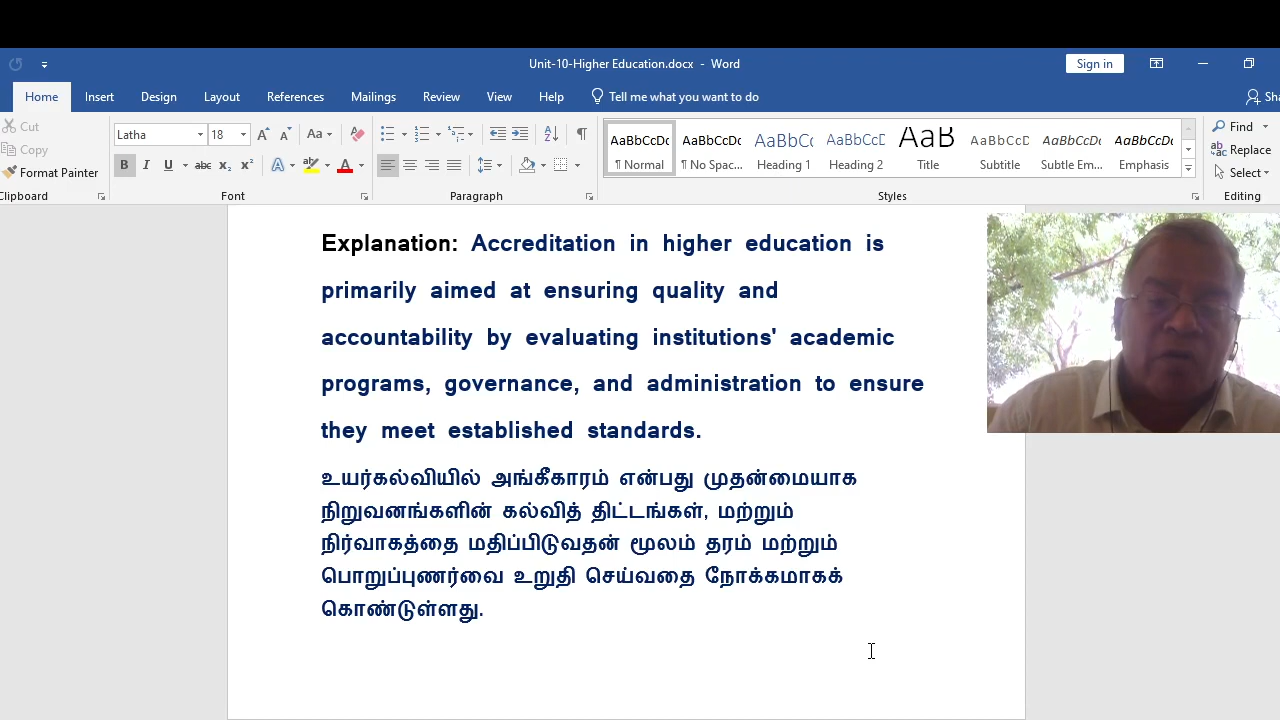 Unit-10-Higher Education.docx - Word
Sign in
Home Insert Design Layout References Mailings Review View Help Tell me what you want to do Sha
Cut
Copy
Format Painter
Clipboard
Latha 18
Font
Paragraph
AaBbCcDc AaBbCcDc AaBbC AaBbCcD AaB AaBbCcD AaBbCcDc AaBbCcDc
¶ Normal ¶ No Spac... Heading 1 Heading 2 Title Subtitle Subtle Em... Emphasis
Styles
Find
Replace
Select
Editing
Explanation: Accreditation in higher education is
primarily aimed at ensuring quality and
accountability by evaluating institutions' academic
programs, governance, and administration to ensure
they meet established standards.
உயர்கல்வியில் அங்கீகாரம் என்பது முதன்மையாக
நிறுவனங்களின் கல்வித் திட்டங்கள், மற்றும்
நிர்வாகத்தை மதிப்பிடுவதன் மூலம் தரம் மற்றும்
பொறுப்புணர்வை உறுதி செய்வதை நோக்கமாகக்
கொண்டுள்ளது.